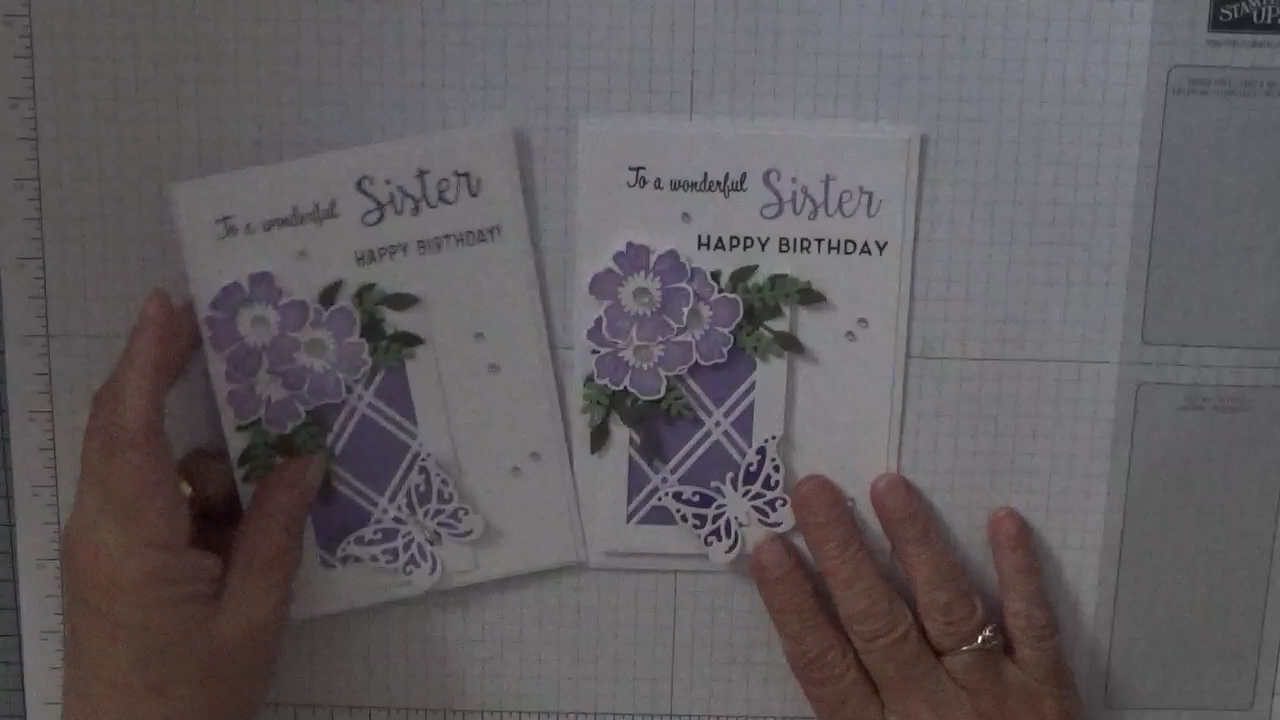 STAMPIN'
UP!
To a wonderful Sister
HAPPY BIRTHDAY!
To a wonderful Sister
HAPPY BIRTHDAY